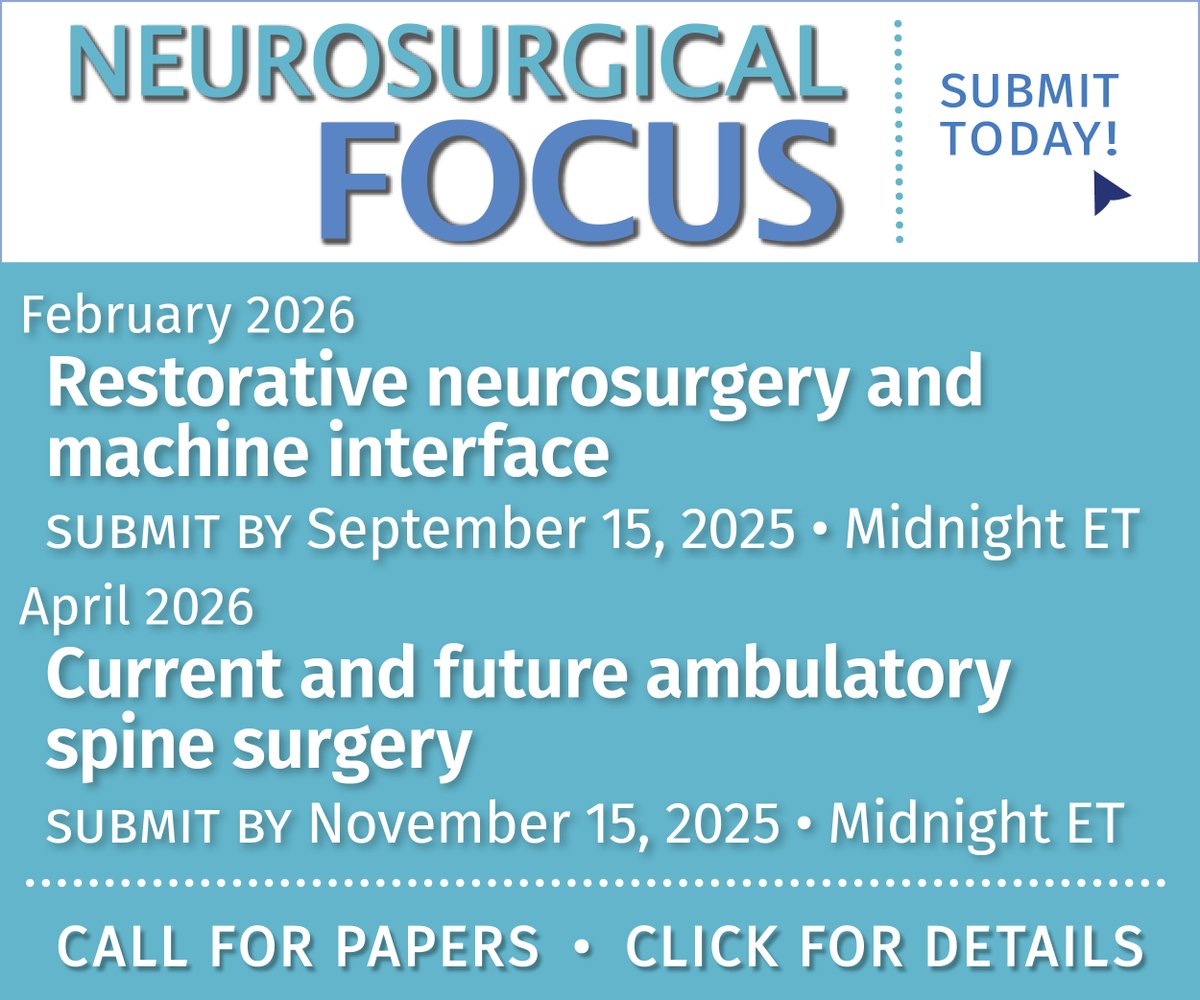 NEUROSURGICAL
FOCUS
SUBMIT
TODAY!
February 2026
Restorative neurosurgery and
machine interface
SUBMIT BY September 15, 2025 • Midnight ET
April 2026
Current and future ambulatory
spine surgery
SUBMIT BY November 15, 2025 • Midnight ET
CALL FOR PAPERS • CLICK FOR DETAILS